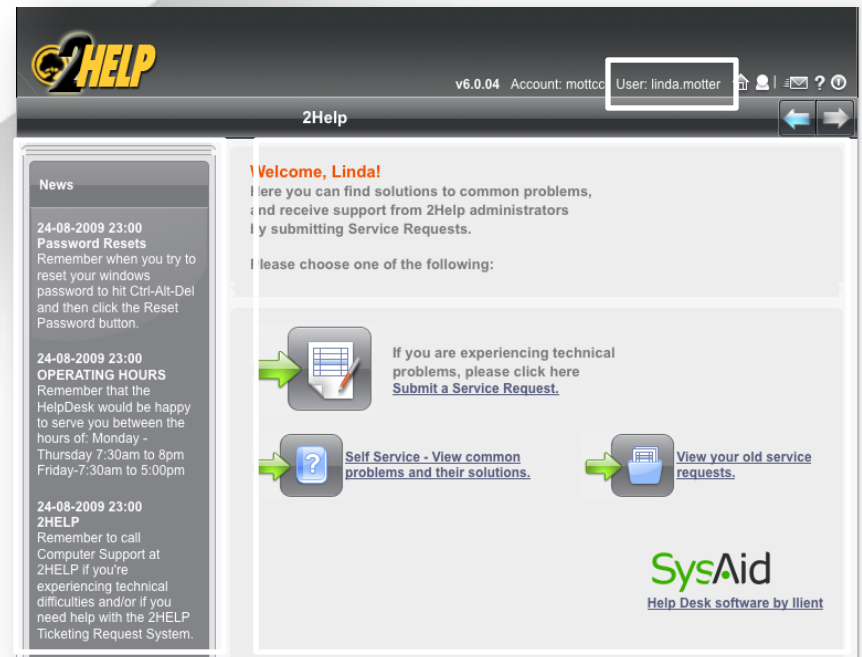 2HELP
v6.0.04 Account: mottcc User: linda.motter
2Help
News
24-08-2009 23:00
Password Resets
Remember when you try to
reset your windows
password to hit Ctrl-Alt-Del
and then click the Reset
Password button.
24-08-2009 23:00
OPERATING HOURS
Remember that the
HelpDesk would be happy
to serve you between the
hours of: Monday -
Thursday 7:30am to 8pm
Friday-7:30am to 5:00pm
24-08-2009 23:00
2HELP
Remember to call
Computer Support at
2HELP if you're
experiencing technical
difficulties and/or if you
need help with the 2HELP
Ticketing Request System.
Welcome, Linda!
Here you can find solutions to common problems,
and receive support from 2Help administrators
by submitting Service Requests.
Please choose one of the following:
If you are experiencing technical
problems, please click here
Submit a Service Request.
Self Service - View common
problems and their solutions.
View your old service
requests.
SysAid
Help Desk software by Ilient